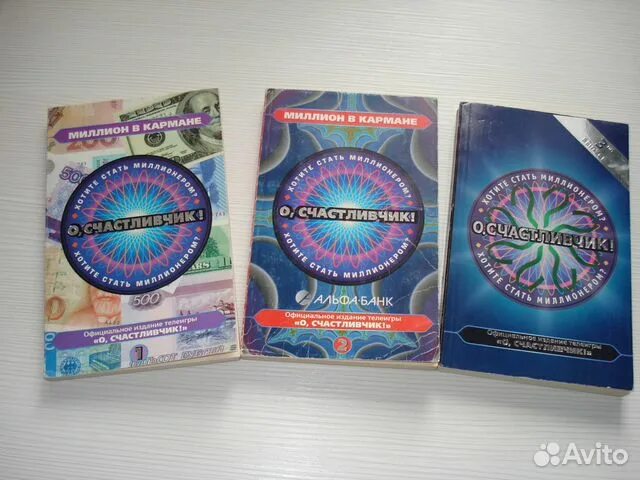 МИЛЛИОН В КАРМАНЕ
ХОТИТЕ СТАТЬ МИЛЛИОНЕРОМ?
О, СЧАСТЛИВЧИК!
ХОТИТЕ СТАТЬ МИЛЛИОНЕРОМ?
500
Официальное издание телеигры
«О, СЧАСТЛИВЧИК!»
1
МИЛЛИОН В КАРМАНЕ
ХОТИТЕ СТАТЬ МИЛЛИОНЕРОМ?
О, СЧАСТЛИВЧИК!
ХОТИТЕ СТАТЬ МИЛЛИОНЕРОМ?
АЛЬФА·БАНК
Официальное издание телеигры
«О, СЧАСТЛИВЧИК!»
2
ХОТИТЕ СТАТЬ МИЛЛИОНЕРОМ?
О, СЧАСТЛИВЧИК!
ХОТИТЕ СТАТЬ МИЛЛИОНЕРОМ?
Официальное издание телеигры
«О, СЧАСТЛИВЧИК!»
Avito